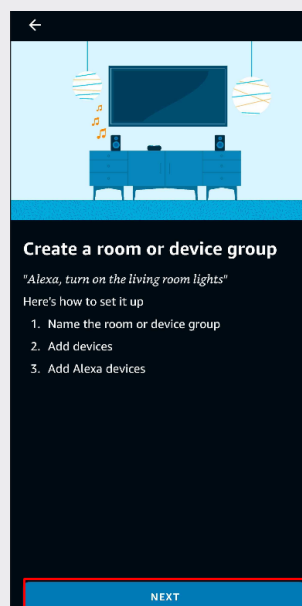 Create a room or device group
"Alexa, turn on the living room lights"
Here's how to set it up
1. Name the room or device group
2. Add devices
3. Add Alexa devices
NEXT